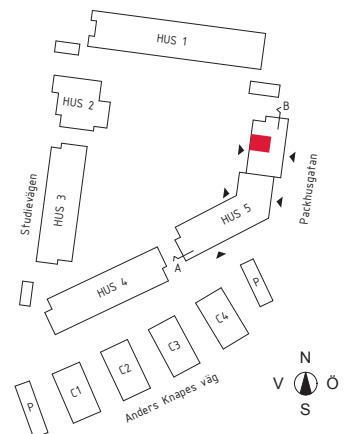 HUS 1
B
HUS 2
Packhusgatan
Studievägen
HUS 3
HUS 5
A
HUS 4
P
C4
C3
C2
C1
P
Anders Knapes väg
N
V Ö
S